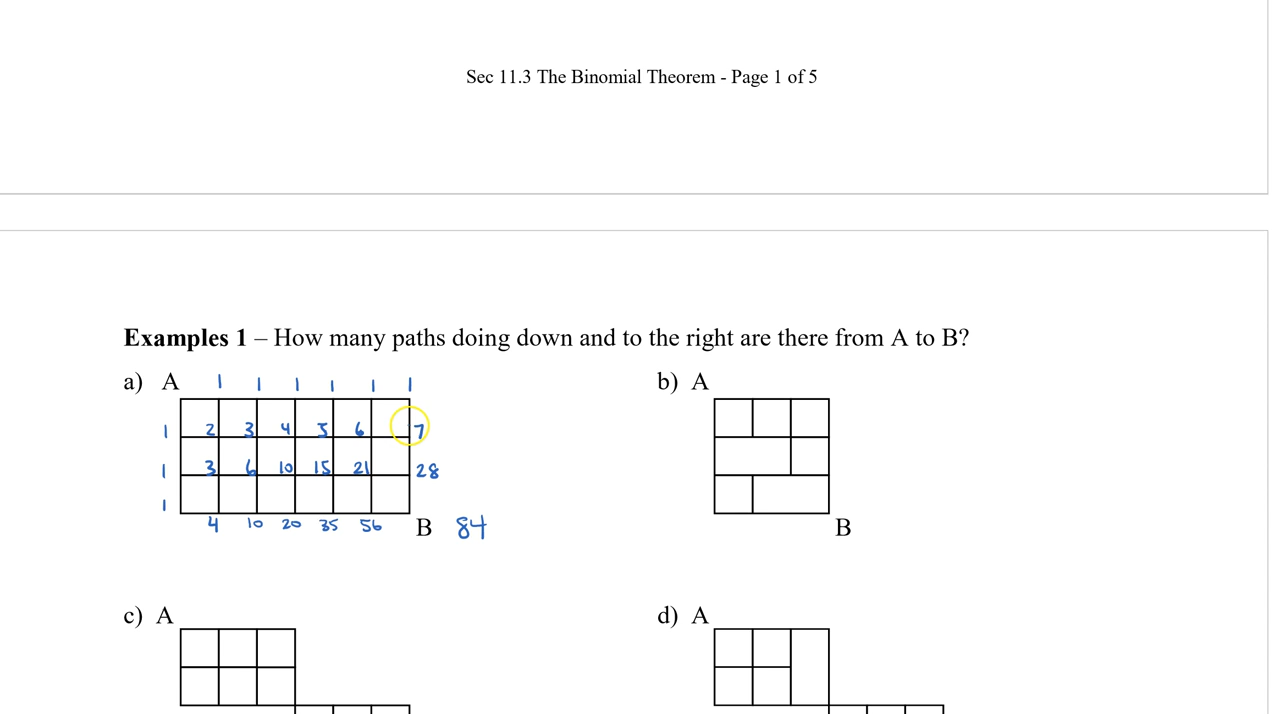 Sec 11.3 The Binomial Theorem - Page 1 of 5
Examples 1 – How many paths doing down and to the right are there from A to B?
a) A 1 1 1 1 1 1
1 2 3 4 5 6 7
1 3 6 10 15 21 28
1
4 10 20 35 56 B 84
b) A
B
c) A
d) A